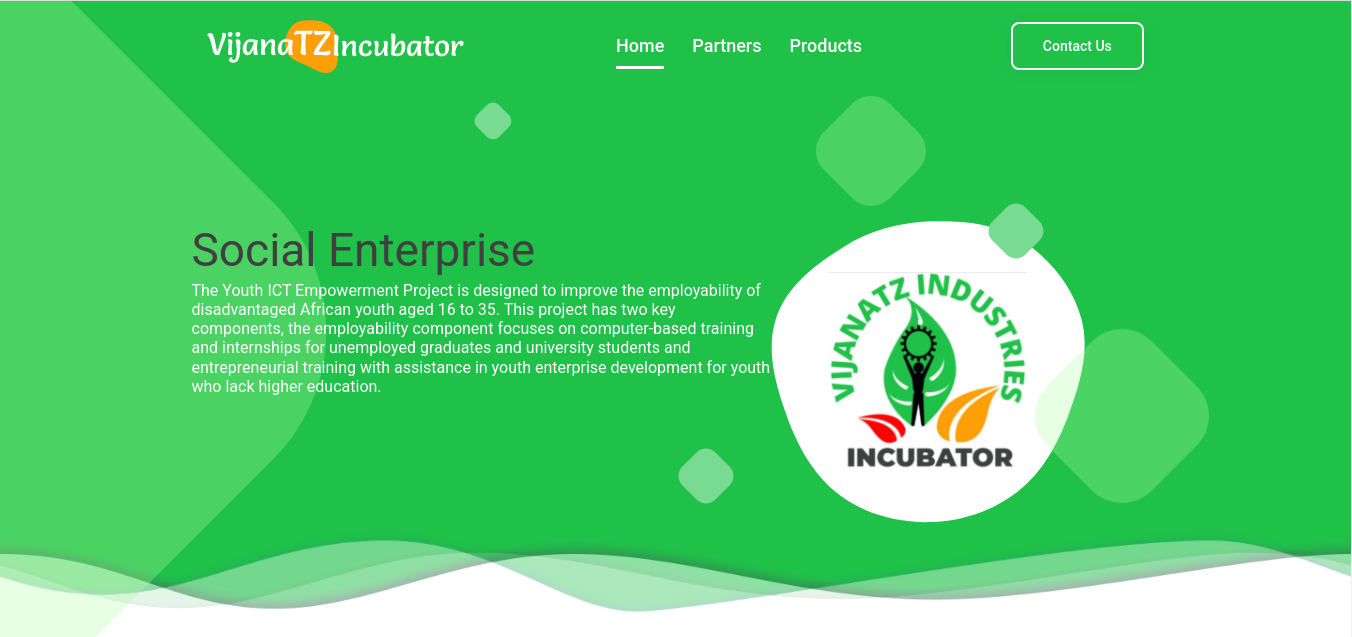 VijanaTZIncubator
Home Partners Products
Contact Us
Social Enterprise
The Youth ICT Empowerment Project is designed to improve the employability of
disadvantaged African youth aged 16 to 35. This project has two key
components, the employability component focuses on computer-based training
and internships for unemployed graduates and university students and
entrepreneurial training with assistance in youth enterprise development for youth
who lack higher education.
VIJANATZ INDUSTRIES
INCUBATOR